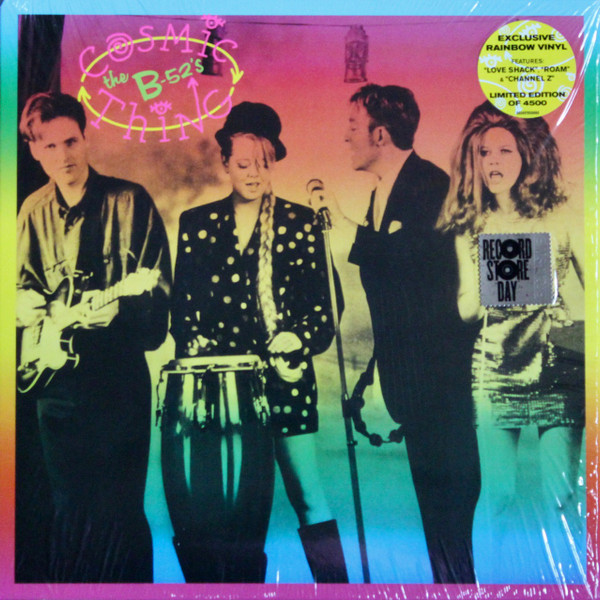 COSMIC
the B-52's
THiNG
EXCLUSIVE
RAINBOW VINYL
FEATURES:
"LOVE SHACK" "ROAM"
& "CHANNEL Z"
LIMITED EDITION
OF 4500
RECORD
STORE
DAY